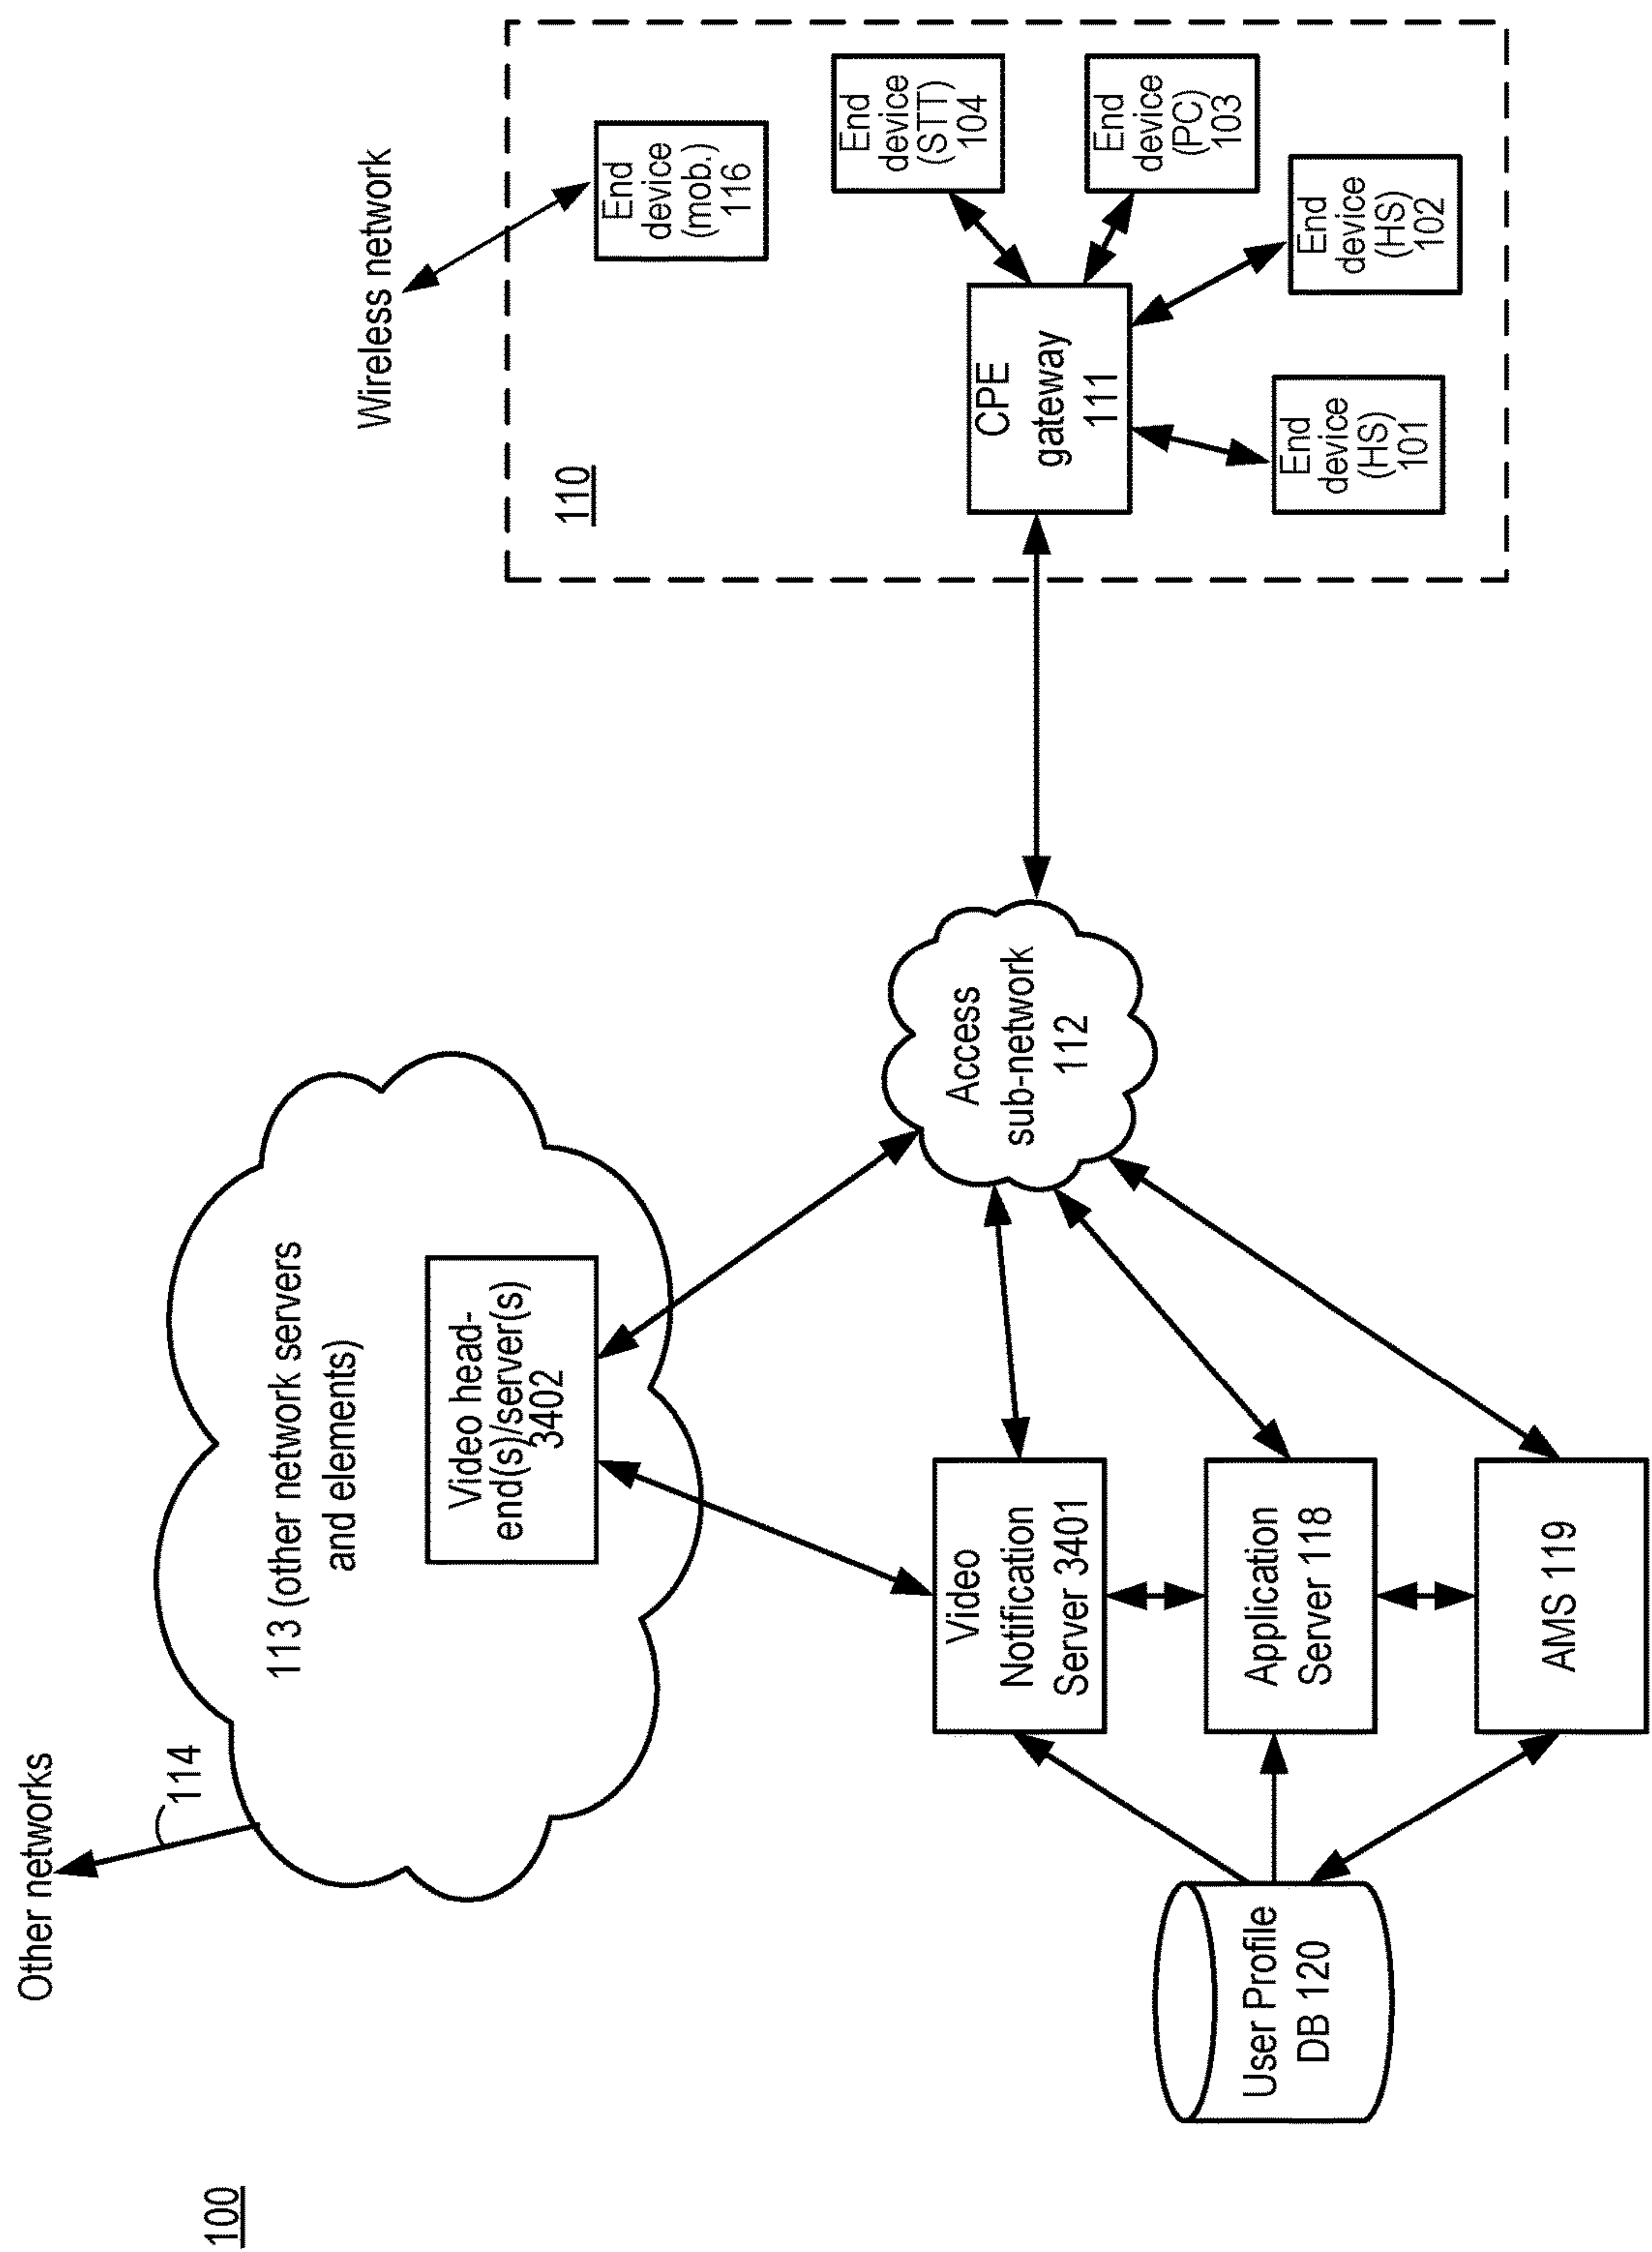 100
Other networks
114
113 (other network servers
and elements)
Video head-
end(s)/server(s)
3402
User Profile
DB 120
Video
Notification
Server 3401
Application
Server 118
AMS 119
Access
sub-network
112
Wireless network
110
CPE
gateway
111
End
device
(mob.)
116
End
device
(STT)
104
End
device
(PC)
103
End
device
(HS)
102
End
device
(HS)
101